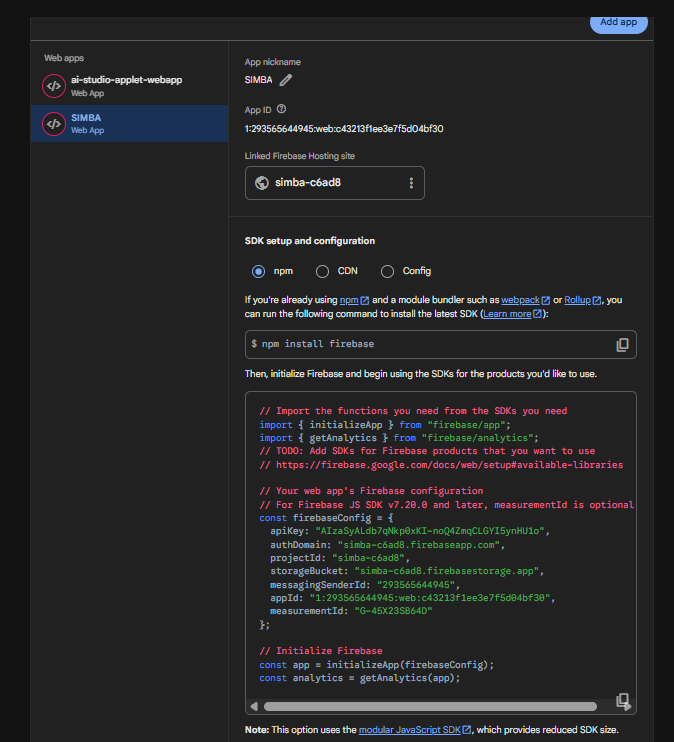 Add app
Web apps
ai-studio-applet-webapp
Web App
SIMBA
Web App
App nickname
SIMBA
App ID
1:293565644945:web:c43213f1ee3e7f5d04bf30
Linked Firebase Hosting site
simba-c6ad8
SDK setup and configuration
npm
CDN
Config
If you're already using npm and a module bundler such as webpack or Rollup, you
can run the following command to install the latest SDK (Learn more):
$ npm install firebase
Then, initialize Firebase and begin using the SDKs for the products you'd like to use.
// Import the functions you need from the SDKs you need
import { initializeApp } from "firebase/app";
import { getAnalytics } from "firebase/analytics";
// TODO: Add SDKs for Firebase products that you want to use
// https://firebase.google.com/docs/web/setup#available-libraries
// Your web app's Firebase configuration
// For Firebase JS SDK v7.20.0 and later, measurementId is optional
const firebaseConfig = {
apiKey: "AIzaSyALdb7qNkp0xKI-noQ4ZmqCLGYI5ynHU1o",
authDomain: "simba-c6ad8.firebaseapp.com",
projectId: "simba-c6ad8",
storageBucket: "simba-c6ad8.firebasestorage.app",
messagingSenderId: "293565644945",
appId: "1:293565644945:web:c43213f1ee3e7f5d04bf30",
measurementId: "G-45X23SB64D"
};
// Initialize Firebase
const app = initializeApp(firebaseConfig);
const analytics = getAnalytics(app);
Note: This option uses the modular JavaScript SDK, which provides reduced SDK size.